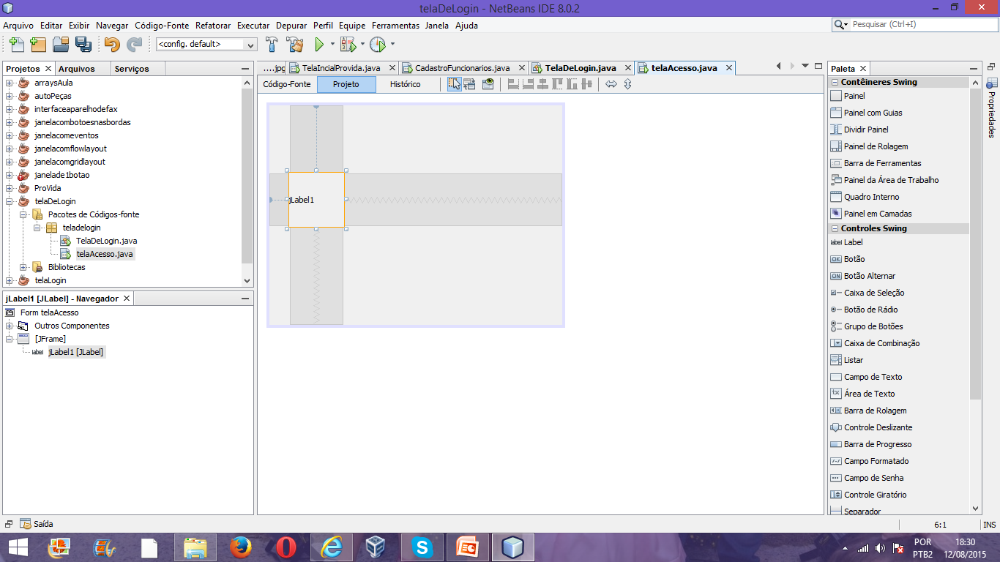 telaDeLogin - NetBeans IDE 8.0.2
Arquivo Editar Exibir Navegar Código-Fonte Refatorar Executar Depurar Perfil Equipe Ferramentas Janela Ajuda
Pesquisar (Ctrl+I)
<config. default>
Projetos Arquivos Serviços
....jpg TelaIncialProvida.java CadastroFuncionarios.java TelaDeLogin.java telaAcesso.java
Código-Fonte Projeto Histórico
arraysAula
autoPeças
interfaceaparelhodefax
janelacombotoesnasbordas
janelacomeventos
janelacomflowlayout
janelacomgridlayout
janelade1botao
ProVida
telaDeLogin
Pacotes de Códigos-fonte
teladelogin
TelaDeLogin.java
telaAcesso.java
Bibliotecas
telaLogin
jLabel1 [JLabel] - Navegador
Form telaAcesso
Outros Componentes
[JFrame]
label jLabel1 [JLabel]
jLabel1
Paleta
Contêineres Swing
Painel
Painel com Guias
Dividir Painel
Painel de Rolagem
Barra de Ferramentas
Painel da Área de Trabalho
Quadro Interno
Painel em Camadas
Controles Swing
label Label
OK Botão
ON Botão Alternar
Caixa de Seleção
Botão de Rádio
Grupo de Botões
Caixa de Combinação
Listar
Campo de Texto
tx Área de Texto
Barra de Rolagem
Controle Deslizante
Barra de Progresso
Campo Formatado
Campo de Senha
Controle Giratório
Separador
Propriedades
Saída
6:1 INS
POR
PTB2
18:30
12/08/2015